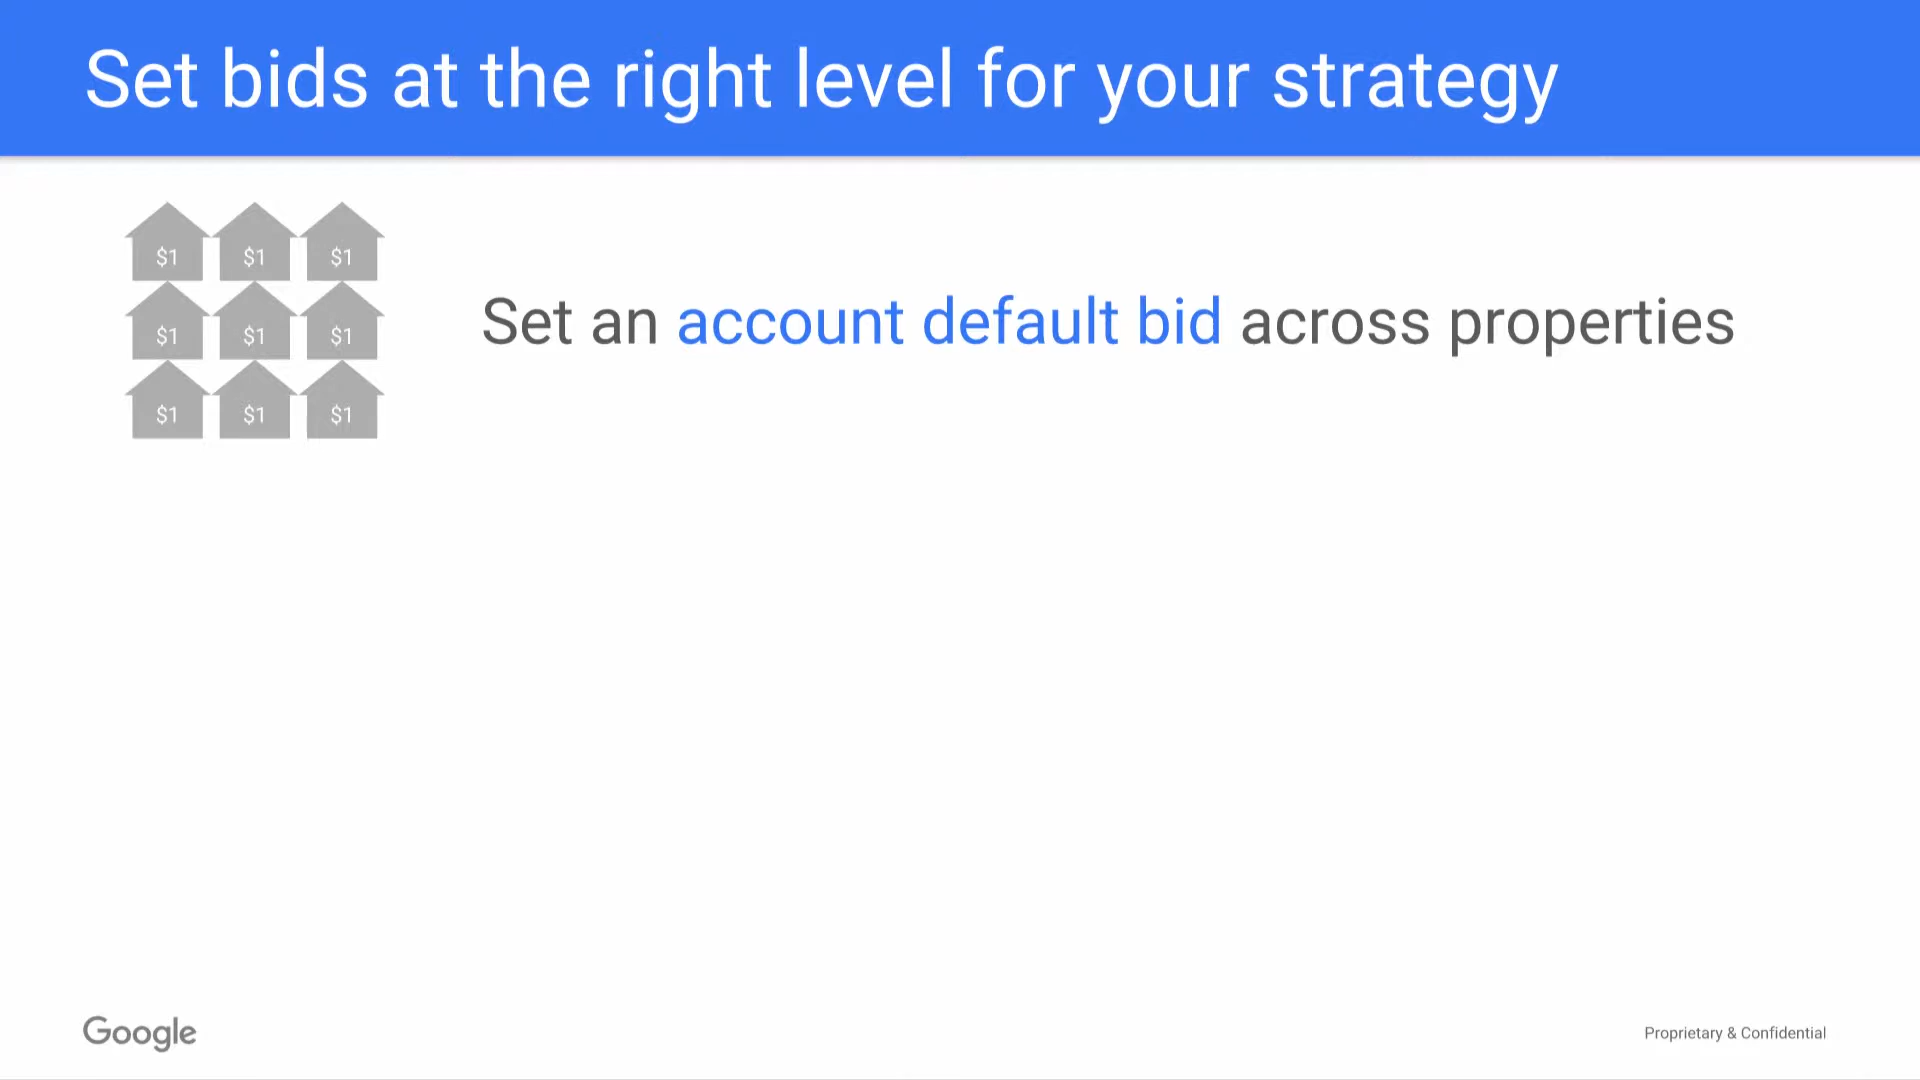 Set bids at the right level for your strategy
$1 $1 $1
$1 $1 $1
$1 $1 $1
Set an account default bid across properties
Google
Proprietary & Confidential